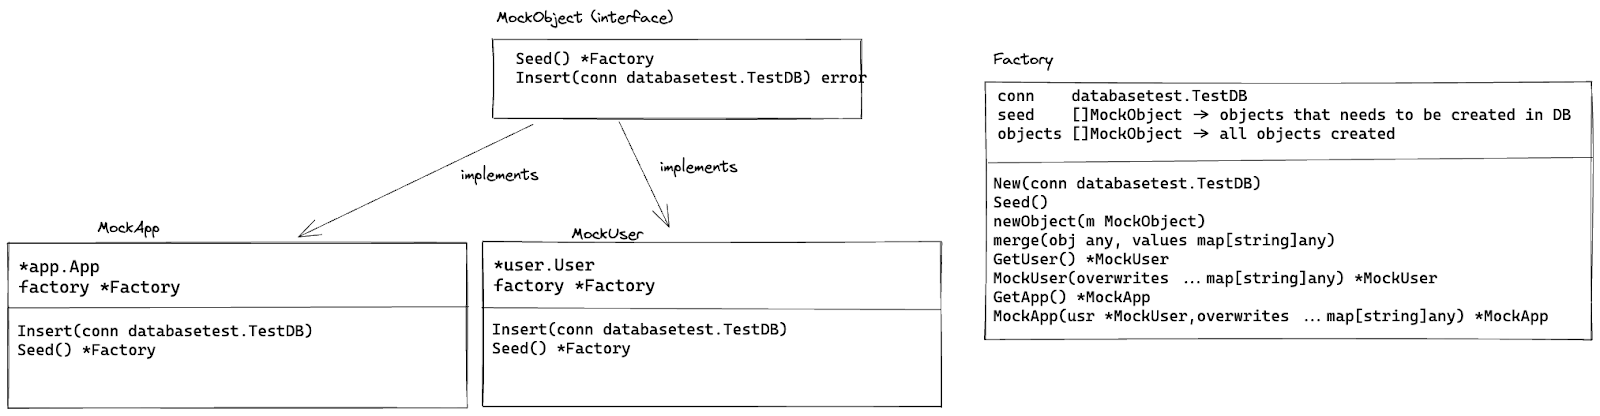 MockObject (interface)
Seed() *Factory
Insert(conn databasetest.TestDB) error
implements
implements
MockApp
*app.App
factory *Factory
Insert(conn databasetest.TestDB)
Seed() *Factory
MockUser
*user.User
factory *Factory
Insert(conn databasetest.TestDB)
Seed() *Factory
Factory
conn databasetest.TestDB
seed []MockObject -> objects that needs to be created in DB
objects []MockObject -> all objects created
New(conn databasetest.TestDB)
Seed()
newObject(m MockObject)
merge(obj any, values map[string]any)
GetUser() *MockUser
MockUser(overwrites ...map[string]any) *MockUser
GetApp() *MockApp
MockApp(usr *MockUser,overwrites ...map[string]any) *MockApp